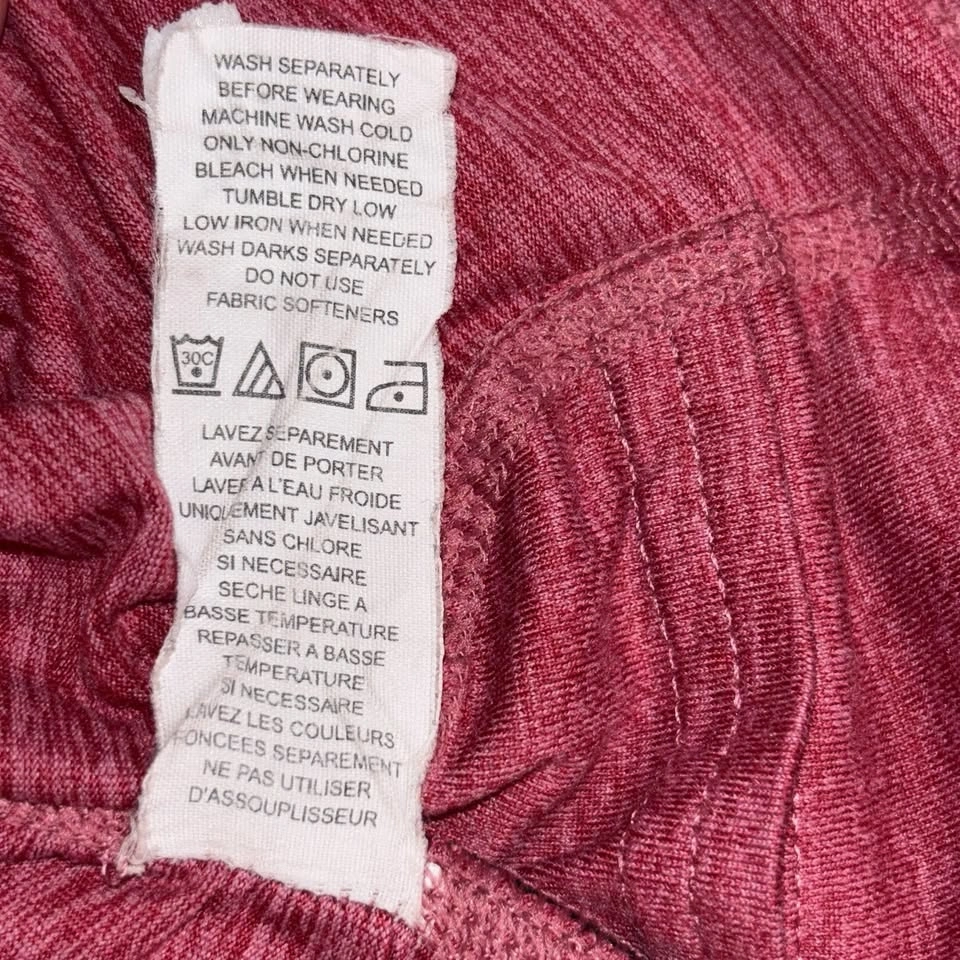 WASH SEPARATELY
BEFORE WEARING
MACHINE WASH COLD
ONLY NON-CHLORINE
BLEACH WHEN NEEDED
TUMBLE DRY LOW
LOW IRON WHEN NEEDED
WASH DARKS SEPARATELY
DO NOT USE
FABRIC SOFTENERS
30C
LAVEZ SEPAREMENT
AVANT DE PORTER
LAVER A L'EAU FROIDE
UNIQUEMENT JAVELISANT
SANS CHLORE
SI NECESSAIRE
SECHE LINGE A
BASSE TEMPERATURE
REPASSER A BASSE
TEMPERATURE
SI NECESSAIRE
LAVEZ LES COULEURS
FONCEES SEPAREMENT
NE PAS UTILISER
D'ASSOUPLISSEUR